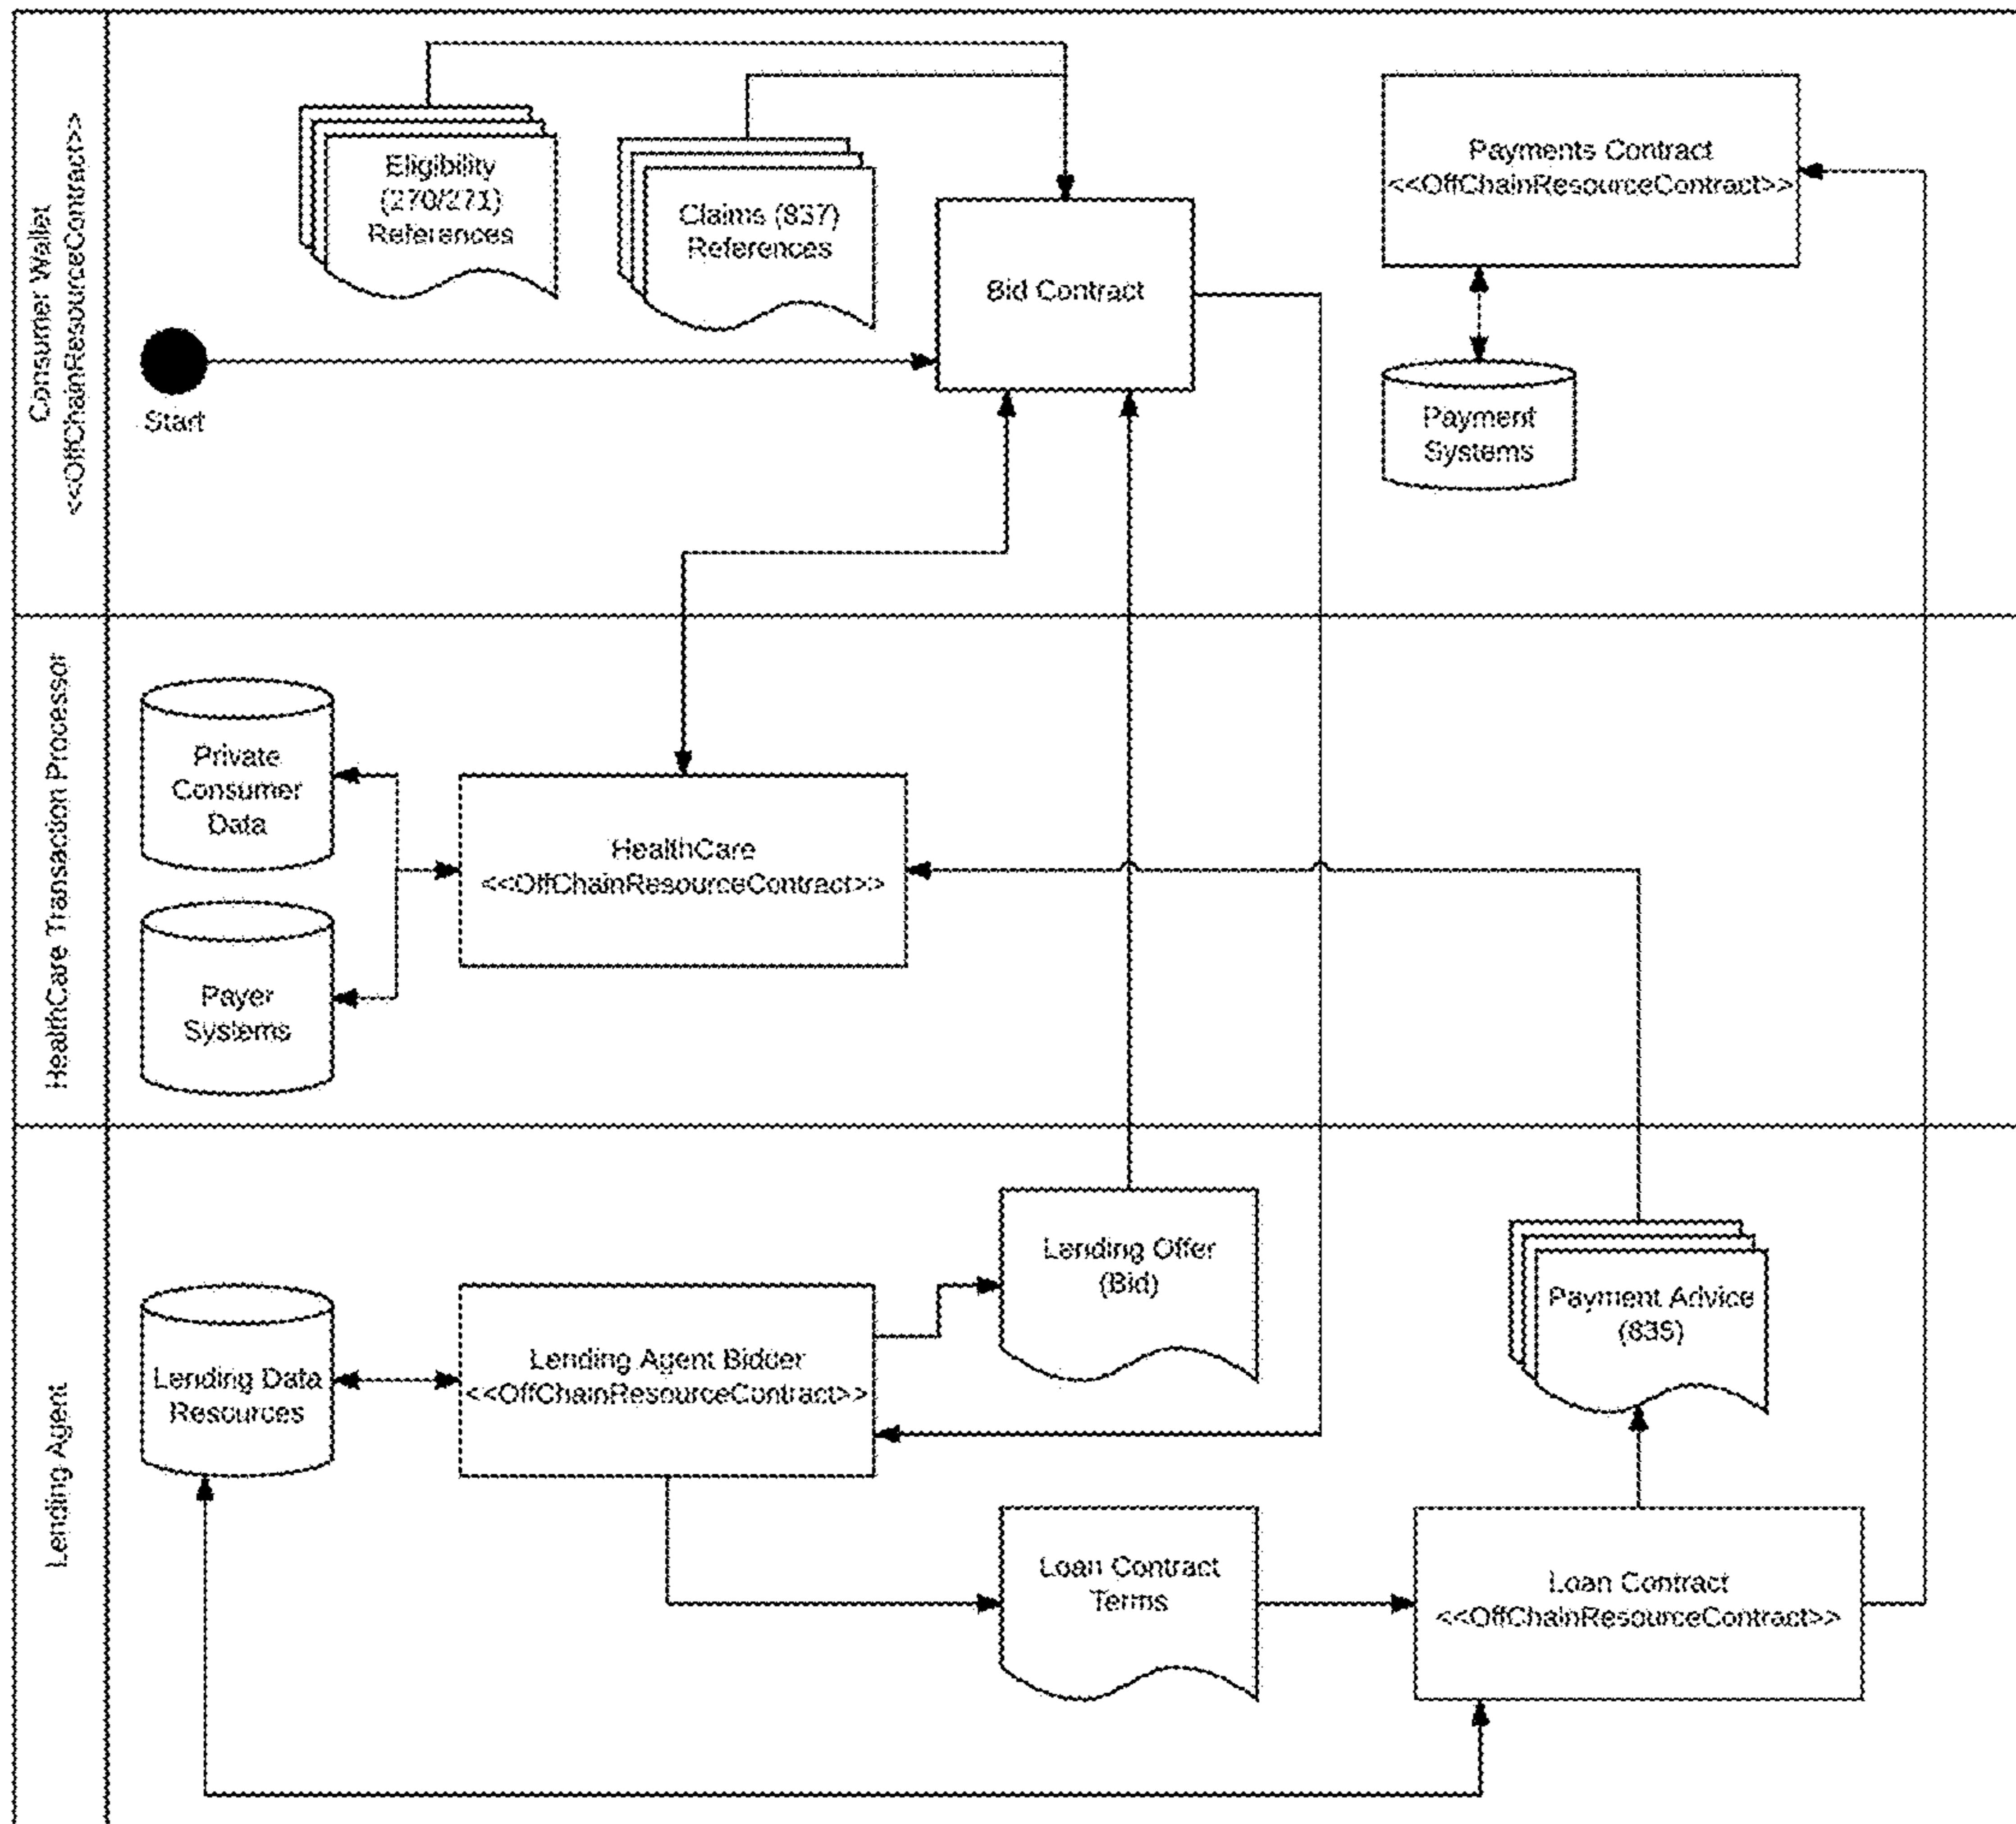 Consumer Wallet
<<OffChainResourceContract>>
Eligibility
(270/271)
References
Claims (837)
References
Bid Contract
Payments Contract
<<OffChainResourceContract>>
Start
Payment
Systems
HealthCare Transaction Processor
Private
Consumer
Data
HealthCare
<<OffChainResourceContract>>
Payer
Systems
Lending Agent
Lending Offer
(Bid)
Payment Advice
(835)
Lending Data
Resources
Lending Agent Bidder
<<OffChainResourceContract>>
Loan Contract
Terms
Loan Contract
<<OffChainResourceContract>>